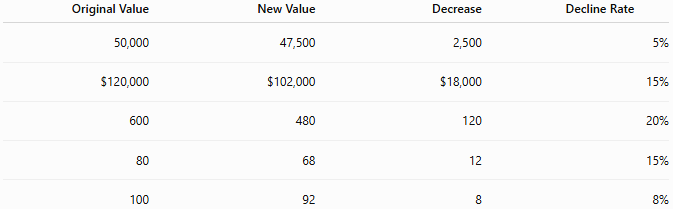 Original Value New Value Decrease Decline Rate
50,000 47,500 2,500 5%
$120,000 $102,000 $18,000 15%
600 480 120 20%
80 68 12 15%
100 92 8 8%